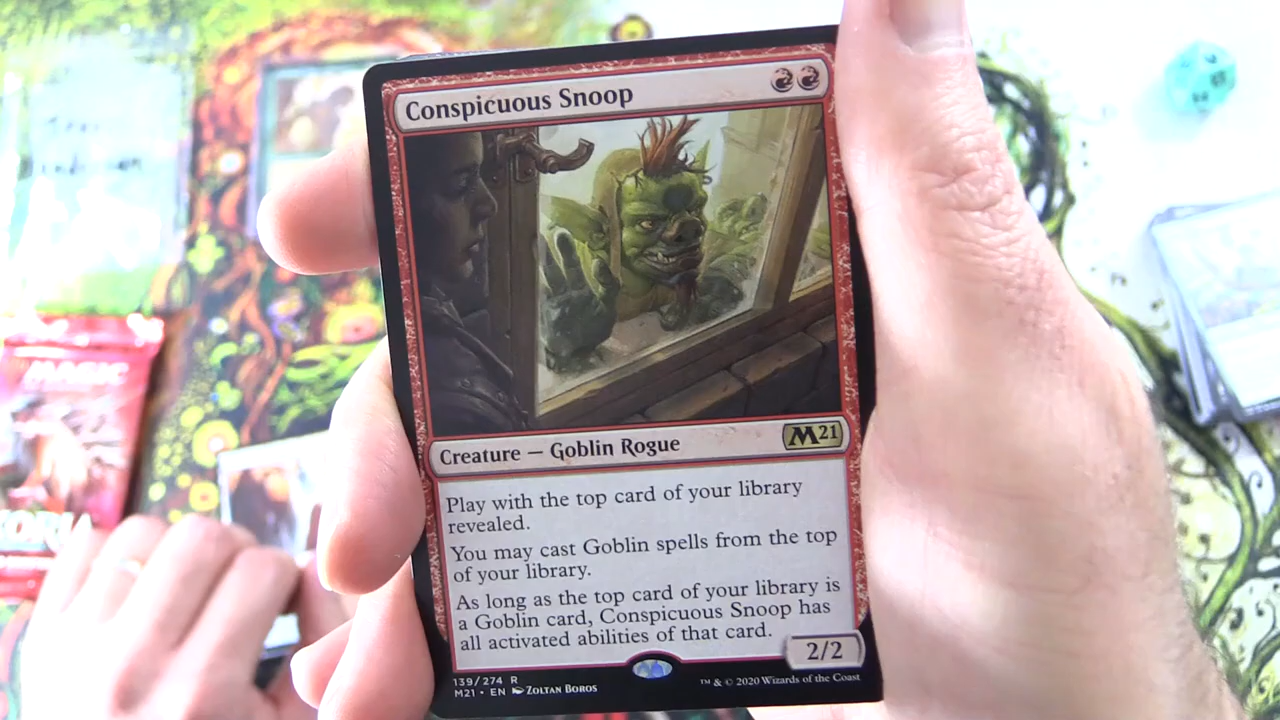 Conspicuous Snoop
Creature — Goblin Rogue
M21
Play with the top card of your library
revealed.
You may cast Goblin spells from the top
of your library.
As long as the top card of your library is
a Goblin card, Conspicuous Snoop has
all activated abilities of that card.
2/2
139/274 R
M21 • EN Zoltan Boros
™ & © 2020 Wizards of the Coast
MAGIC